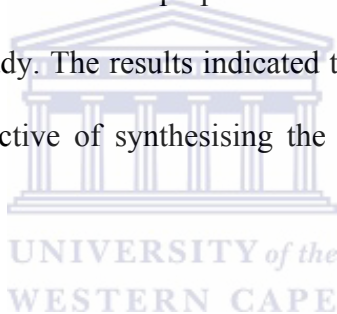 dy. The results indicated t
ctive of synthesising the
UNIVERSITY of the
WESTERN CAPE